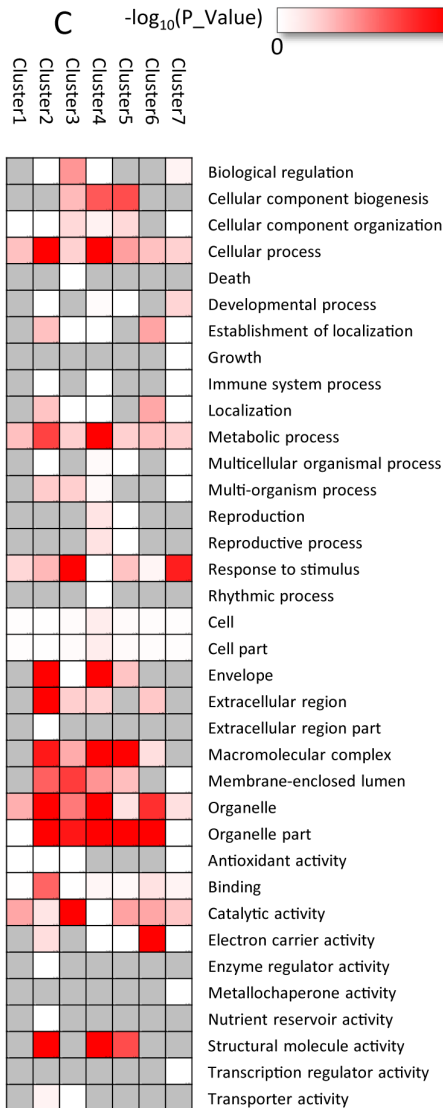 C
-log10(P_Value)
0
Cluster1
Cluster2
Cluster3
Cluster4
Cluster5
Cluster6
Cluster7
Biological regulation
Cellular component biogenesis
Cellular component organization
Cellular process
Death
Developmental process
Establishment of localization
Growth
Immune system process
Localization
Metabolic process
Multicellular organismal process
Multi-organism process
Reproduction
Reproductive process
Response to stimulus
Rhythmic process
Cell
Cell part
Envelope
Extracellular region
Extracellular region part
Macromolecular complex
Membrane-enclosed lumen
Organelle
Organelle part
Antioxidant activity
Binding
Catalytic activity
Electron carrier activity
Enzyme regulator activity
Metallochaperone activity
Nutrient reservoir activity
Structural molecule activity
Transcription regulator activity
Transporter activity